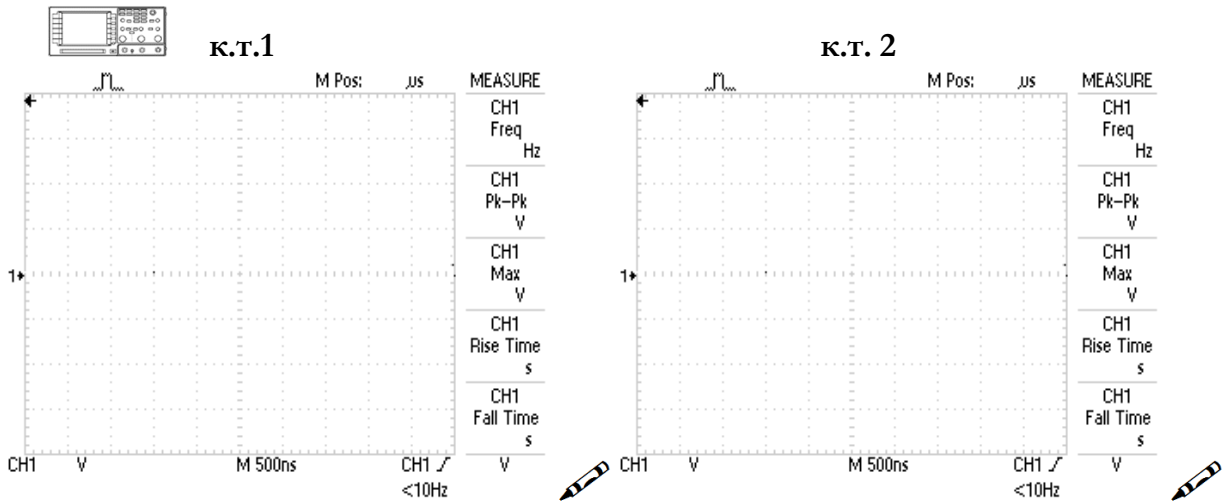 к.т.1
M Pos: µs
MEASURE
CH1
Freq
Hz
CH1
Pk-Pk
V
CH1
Max
V
CH1
Rise Time
s
CH1
Fall Time
s
1
CH1 V M 500ns CH1 V
<10Hz
к.т. 2
M Pos: µs
MEASURE
CH1
Freq
Hz
CH1
Pk-Pk
V
CH1
Max
V
CH1
Rise Time
s
CH1
Fall Time
s
1
CH1 V M 500ns CH1 V
<10Hz